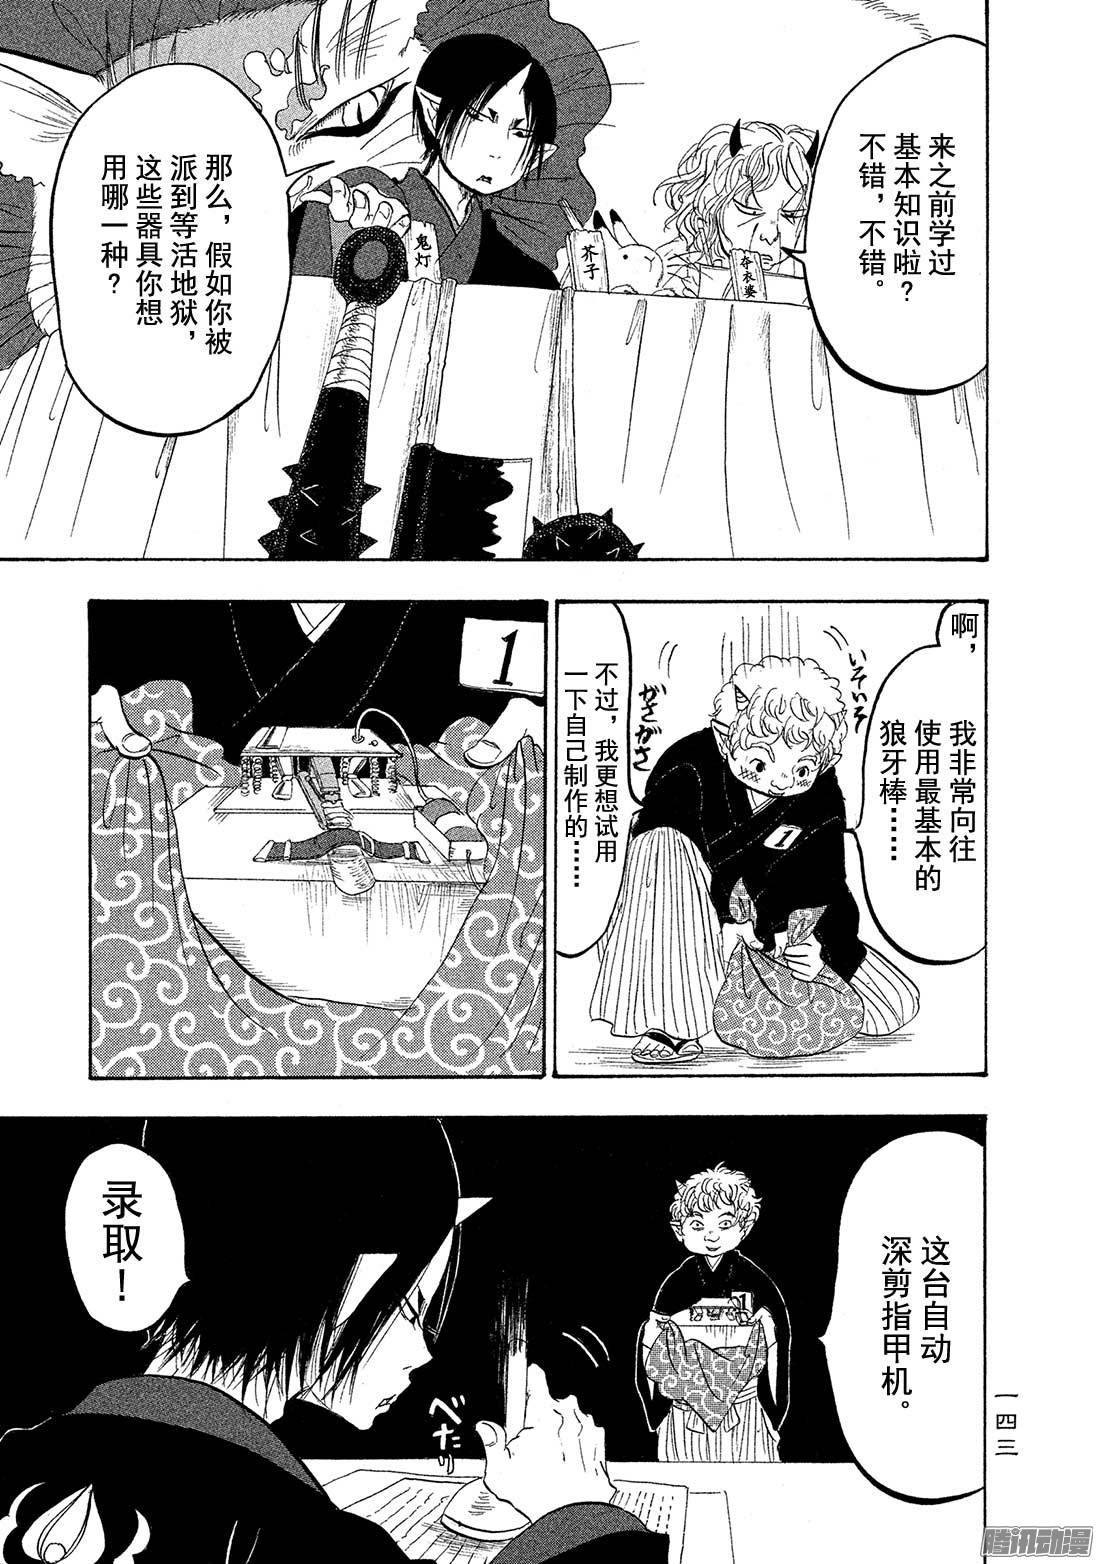 来之前学过
基本知识啦？
不错，不错。
奪衣婆
芥子
鬼灯
那么，假如你被
派到等活地狱，
这些器具你想
用哪一种？
啊，
我非常向往
使用最基本的
狼牙棒……
いそいそ
がさがさ
不过，我更想试用
一下自己制作的……
1
1
这台自动
深剪指甲机。
1
录取！
べたり
一四三
腾讯动漫